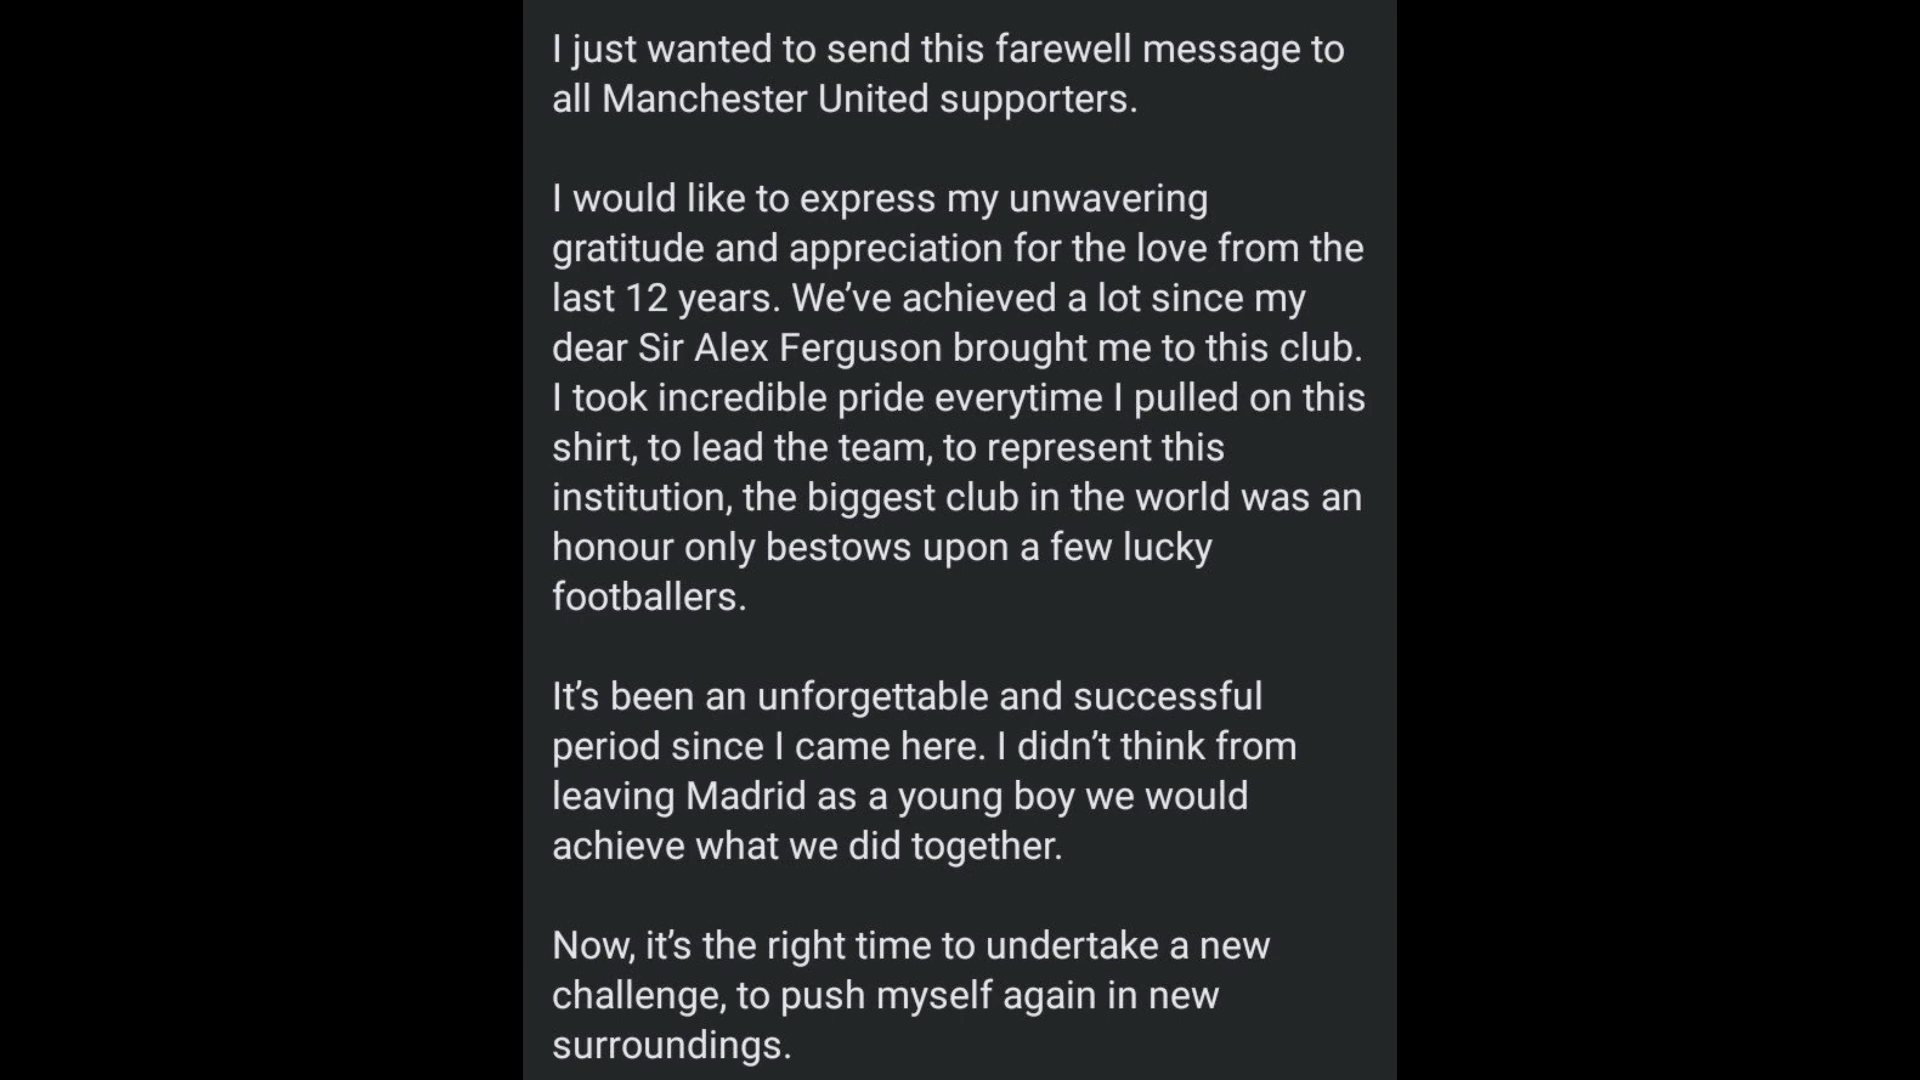 I just wanted to send this farewell message to
all Manchester United supporters.
I would like to express my unwavering
gratitude and appreciation for the love from the
last 12 years. We’ve achieved a lot since my
dear Sir Alex Ferguson brought me to this club.
I took incredible pride everytime I pulled on this
shirt, to lead the team, to represent this
institution, the biggest club in the world was an
honour only bestows upon a few lucky
footballers.
It’s been an unforgettable and successful
period since I came here. I didn’t think from
leaving Madrid as a young boy we would
achieve what we did together.
Now, it’s the right time to undertake a new
challenge, to push myself again in new
surroundings.